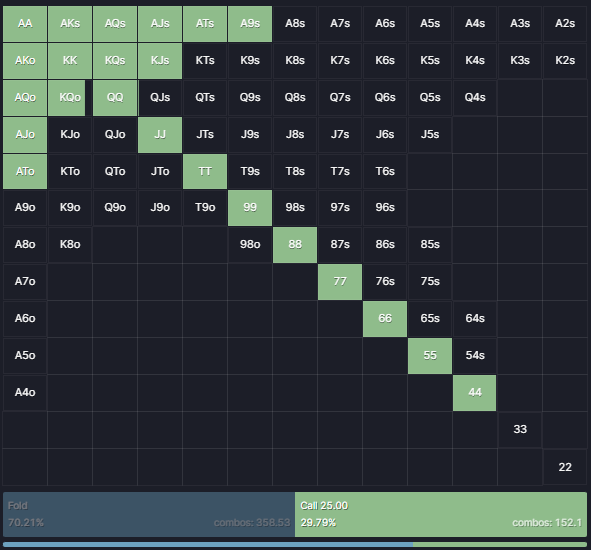 AA AKs AQs AJs ATs A9s A8s A7s A6s A5s A4s A3s A2s
AKo KK KQs KJs KTs K9s K8s K7s K6s K5s K4s K3s K2s
AQo KQo QQ QJs QTs Q9s Q8s Q7s Q6s Q5s Q4s
AJo KJo QJo JJ JTs J9s J8s J7s J6s J5s
ATo KTo QTo JTo TT T9s T8s T7s T6s
A9o K9o Q9o J9o T9o 99 98s 97s 96s
A8o K8o 98o 88 87s 86s 85s
A7o 77 76s 75s
A6o 66 65s 64s
A5o 55 54s
A4o 44
33
22
Fold Call 25.00
70.21% combos: 358.53 29.79% combos: 152.1